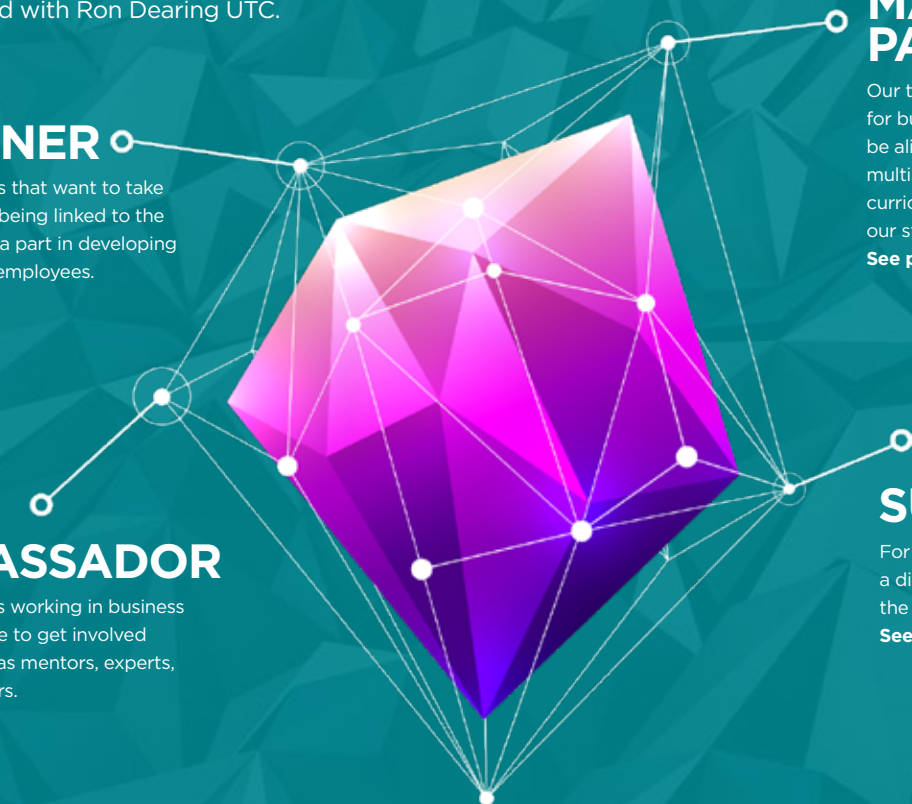 d with Ron Dearing UTC.
NER
s that want to take
being linked to the
a part in developing
employees.
ASSADOR
s working in business
e to get involved
as mentors, experts,
rs.
MA
PA
Our t
for bu
be ali
multi
curric
our st
See p
SU
For
a di
the
See